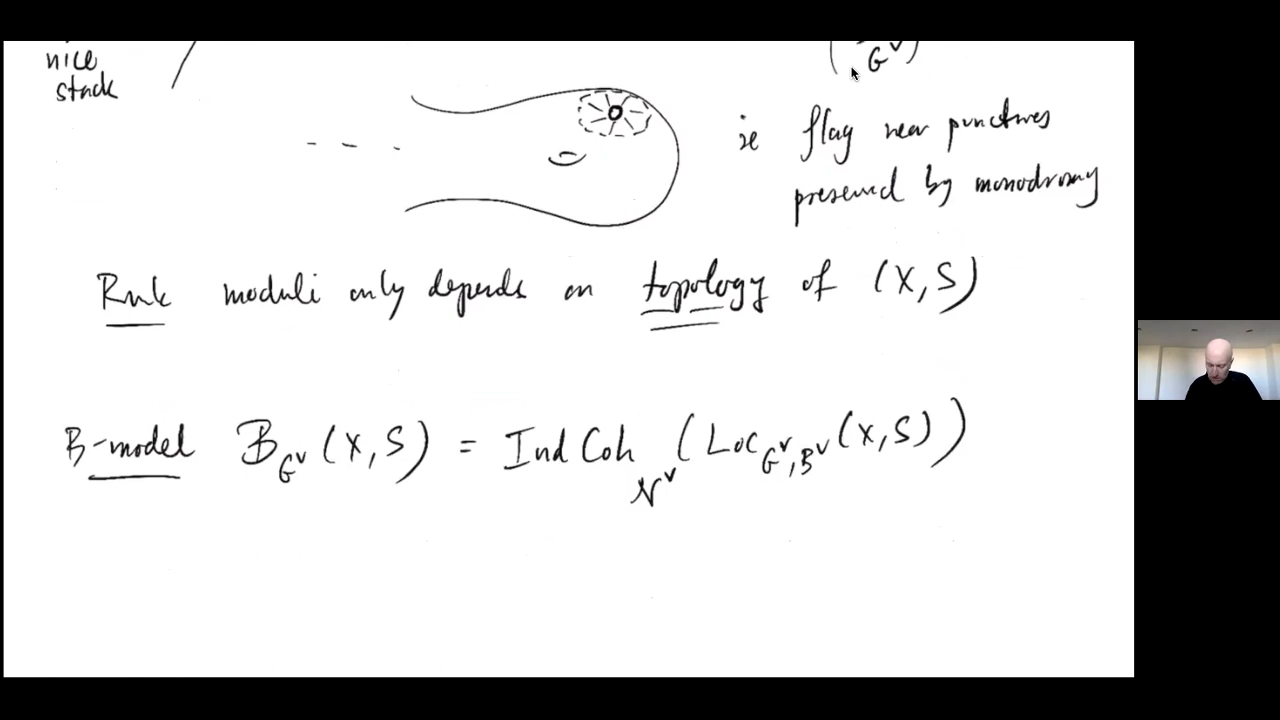 nice
stack
( G^∨ )
ie flag near punctures
preserved by monodromy
Rmk moduli only depends on topology of (X, S)
B-model B_{G^∨}(X, S) = IndCoh_{N^∨}(Loc_{G^∨, B^∨}(X, S))